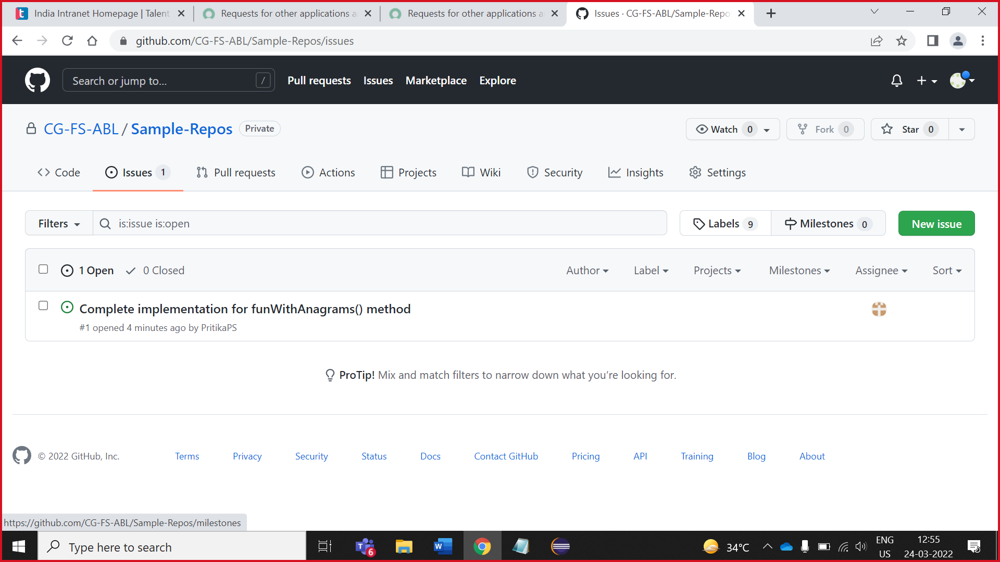 India Intranet Homepage | Talent
Requests for other applications a
Requests for other applications a
Issues · CG-FS-ABL/Sample-Repo
github.com/CG-FS-ABL/Sample-Repos/issues
Search or jump to... /
Pull requests Issues Marketplace Explore
CG-FS-ABL / Sample-Repos Private
Watch 0 Fork 0 Star 0
Code Issues 1 Pull requests Actions Projects Wiki Security Insights Settings
Filters is:issue is:open Labels 9 Milestones 0 New issue
1 Open 0 Closed Author Label Projects Milestones Assignee Sort
Complete implementation for funWithAnagrams() method
#1 opened 4 minutes ago by PritikaPS
ProTip! Mix and match filters to narrow down what you’re looking for.
© 2022 GitHub, Inc. Terms Privacy Security Status Docs Contact GitHub Pricing API Training Blog About
https://github.com/CG-FS-ABL/Sample-Repos/milestones
Type here to search
T 6
W
34°C
ENG
US
12:55
24-03-2022